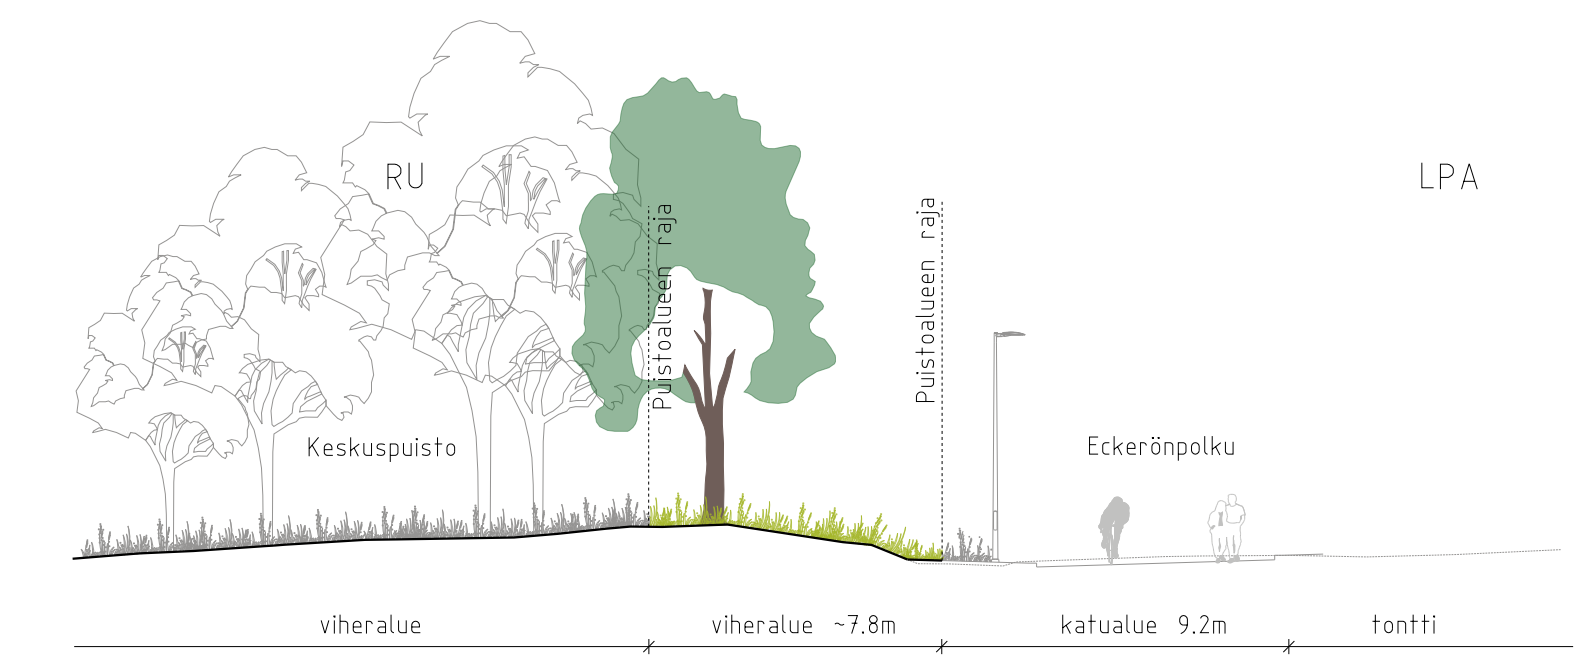 RU
LPA
Puistoalueen raja
Puistoalueen raja
Keskuspuisto
Eckerönpolku
viheralue
viheralue ~7.8m
katualue 9.2m
tontti